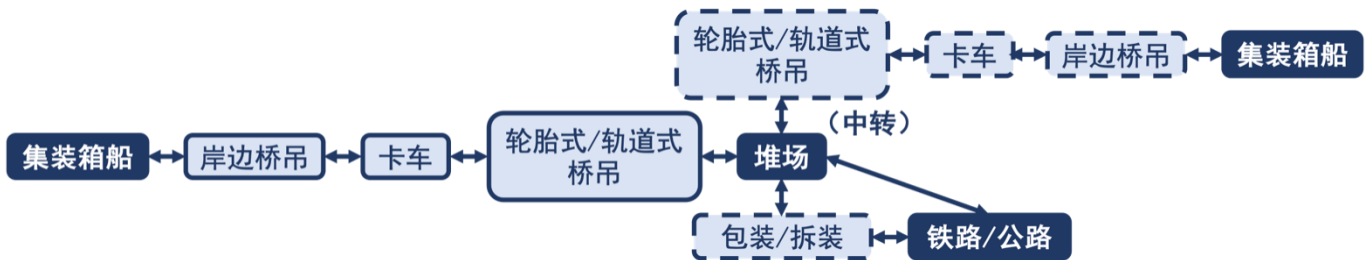 轮胎式/轨道式
桥吊
卡车
岸边桥吊
集装箱船
（中转）
集装箱船
岸边桥吊
卡车
轮胎式/轨道式
桥吊
堆场
包装/拆装
铁路/公路